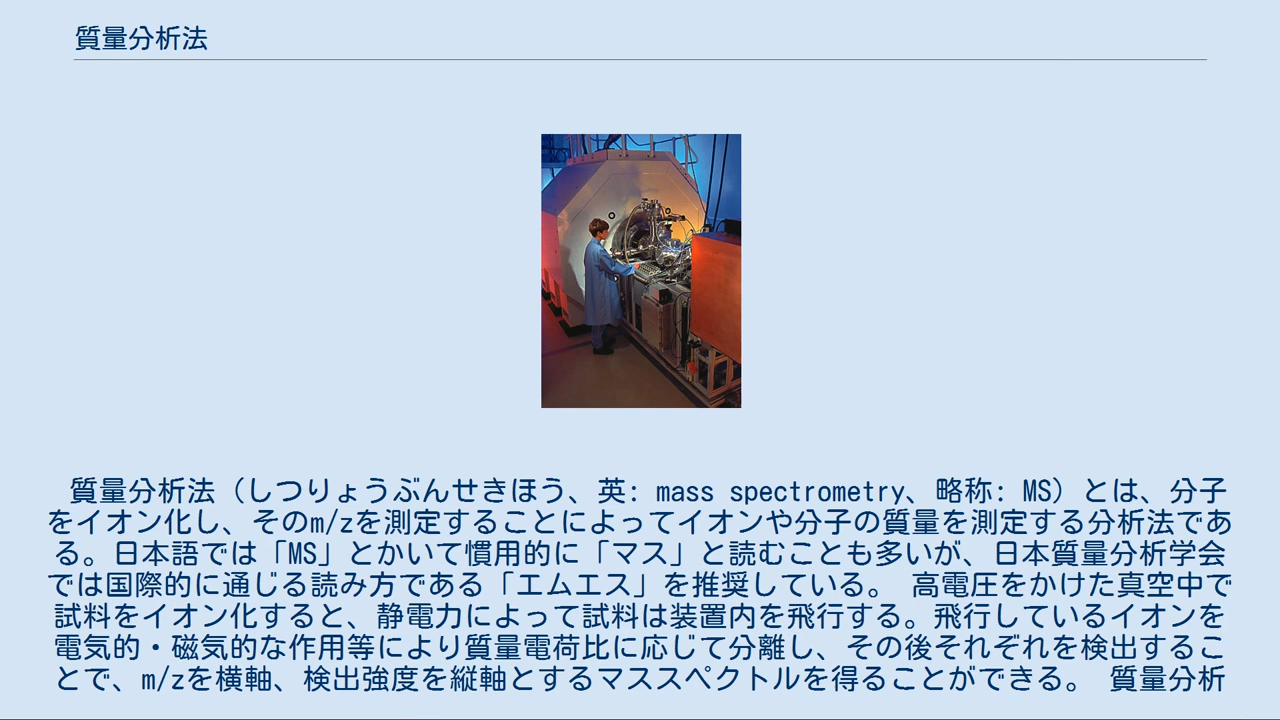 質量分析法
質量分析法（しつりょうぶんせきほう、英: mass spectrometry、略称: MS）とは、分子
をイオン化し、そのm/zを測定することによってイオンや分子の質量を測定する分析法であ
る。日本語では「MS」とかいて慣用的に「マス」と読むことも多いが、日本質量分析学会
では国際的に通じる読み方である「エムエス」を推奨している。 高電圧をかけた真空中で
試料をイオン化すると、静電力によって試料は装置内を飛行する。飛行しているイオンを
電気的・磁気的な作用等により質量電荷比に応じて分離し、その後それぞれを検出するこ
とで、m/zを横軸、検出強度を縦軸とするマススペクトルを得ることができる。 質量分析